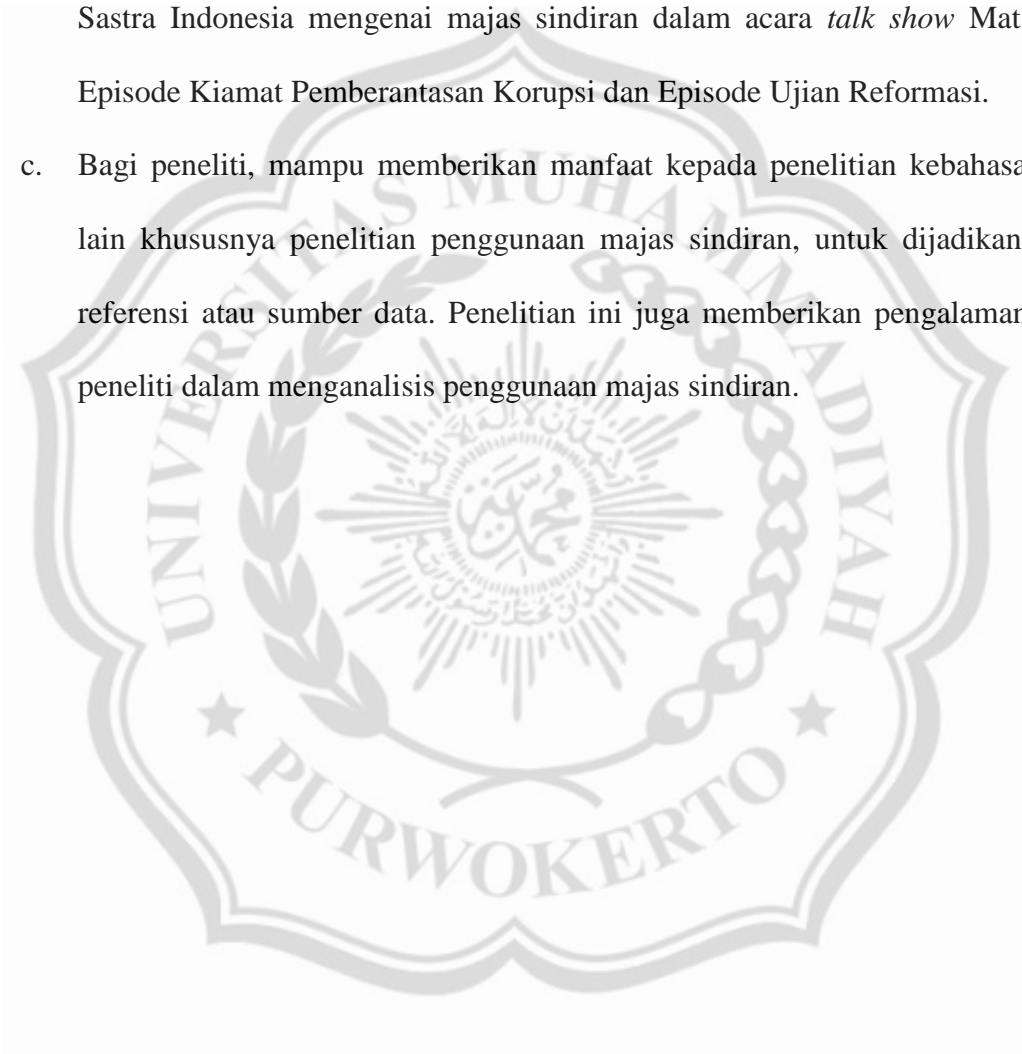 Sastra Indonesia mengenai majas sindiran dalam acara talk show Mat
Episode Kiamat Pemberantasan Korupsi dan Episode Ujian Reformasi.
c. Bagi peneliti, mampu memberikan manfaat kepada penelitian kebahasa
lain khususnya penelitian penggunaan majas sindiran, untuk dijadikan
referensi atau sumber data. Penelitian ini juga memberikan pengalaman
peneliti dalam menganalisis penggunaan majas sindiran.
UNIVERSITAS MUHAMMADIYAH
PURWOKERTO